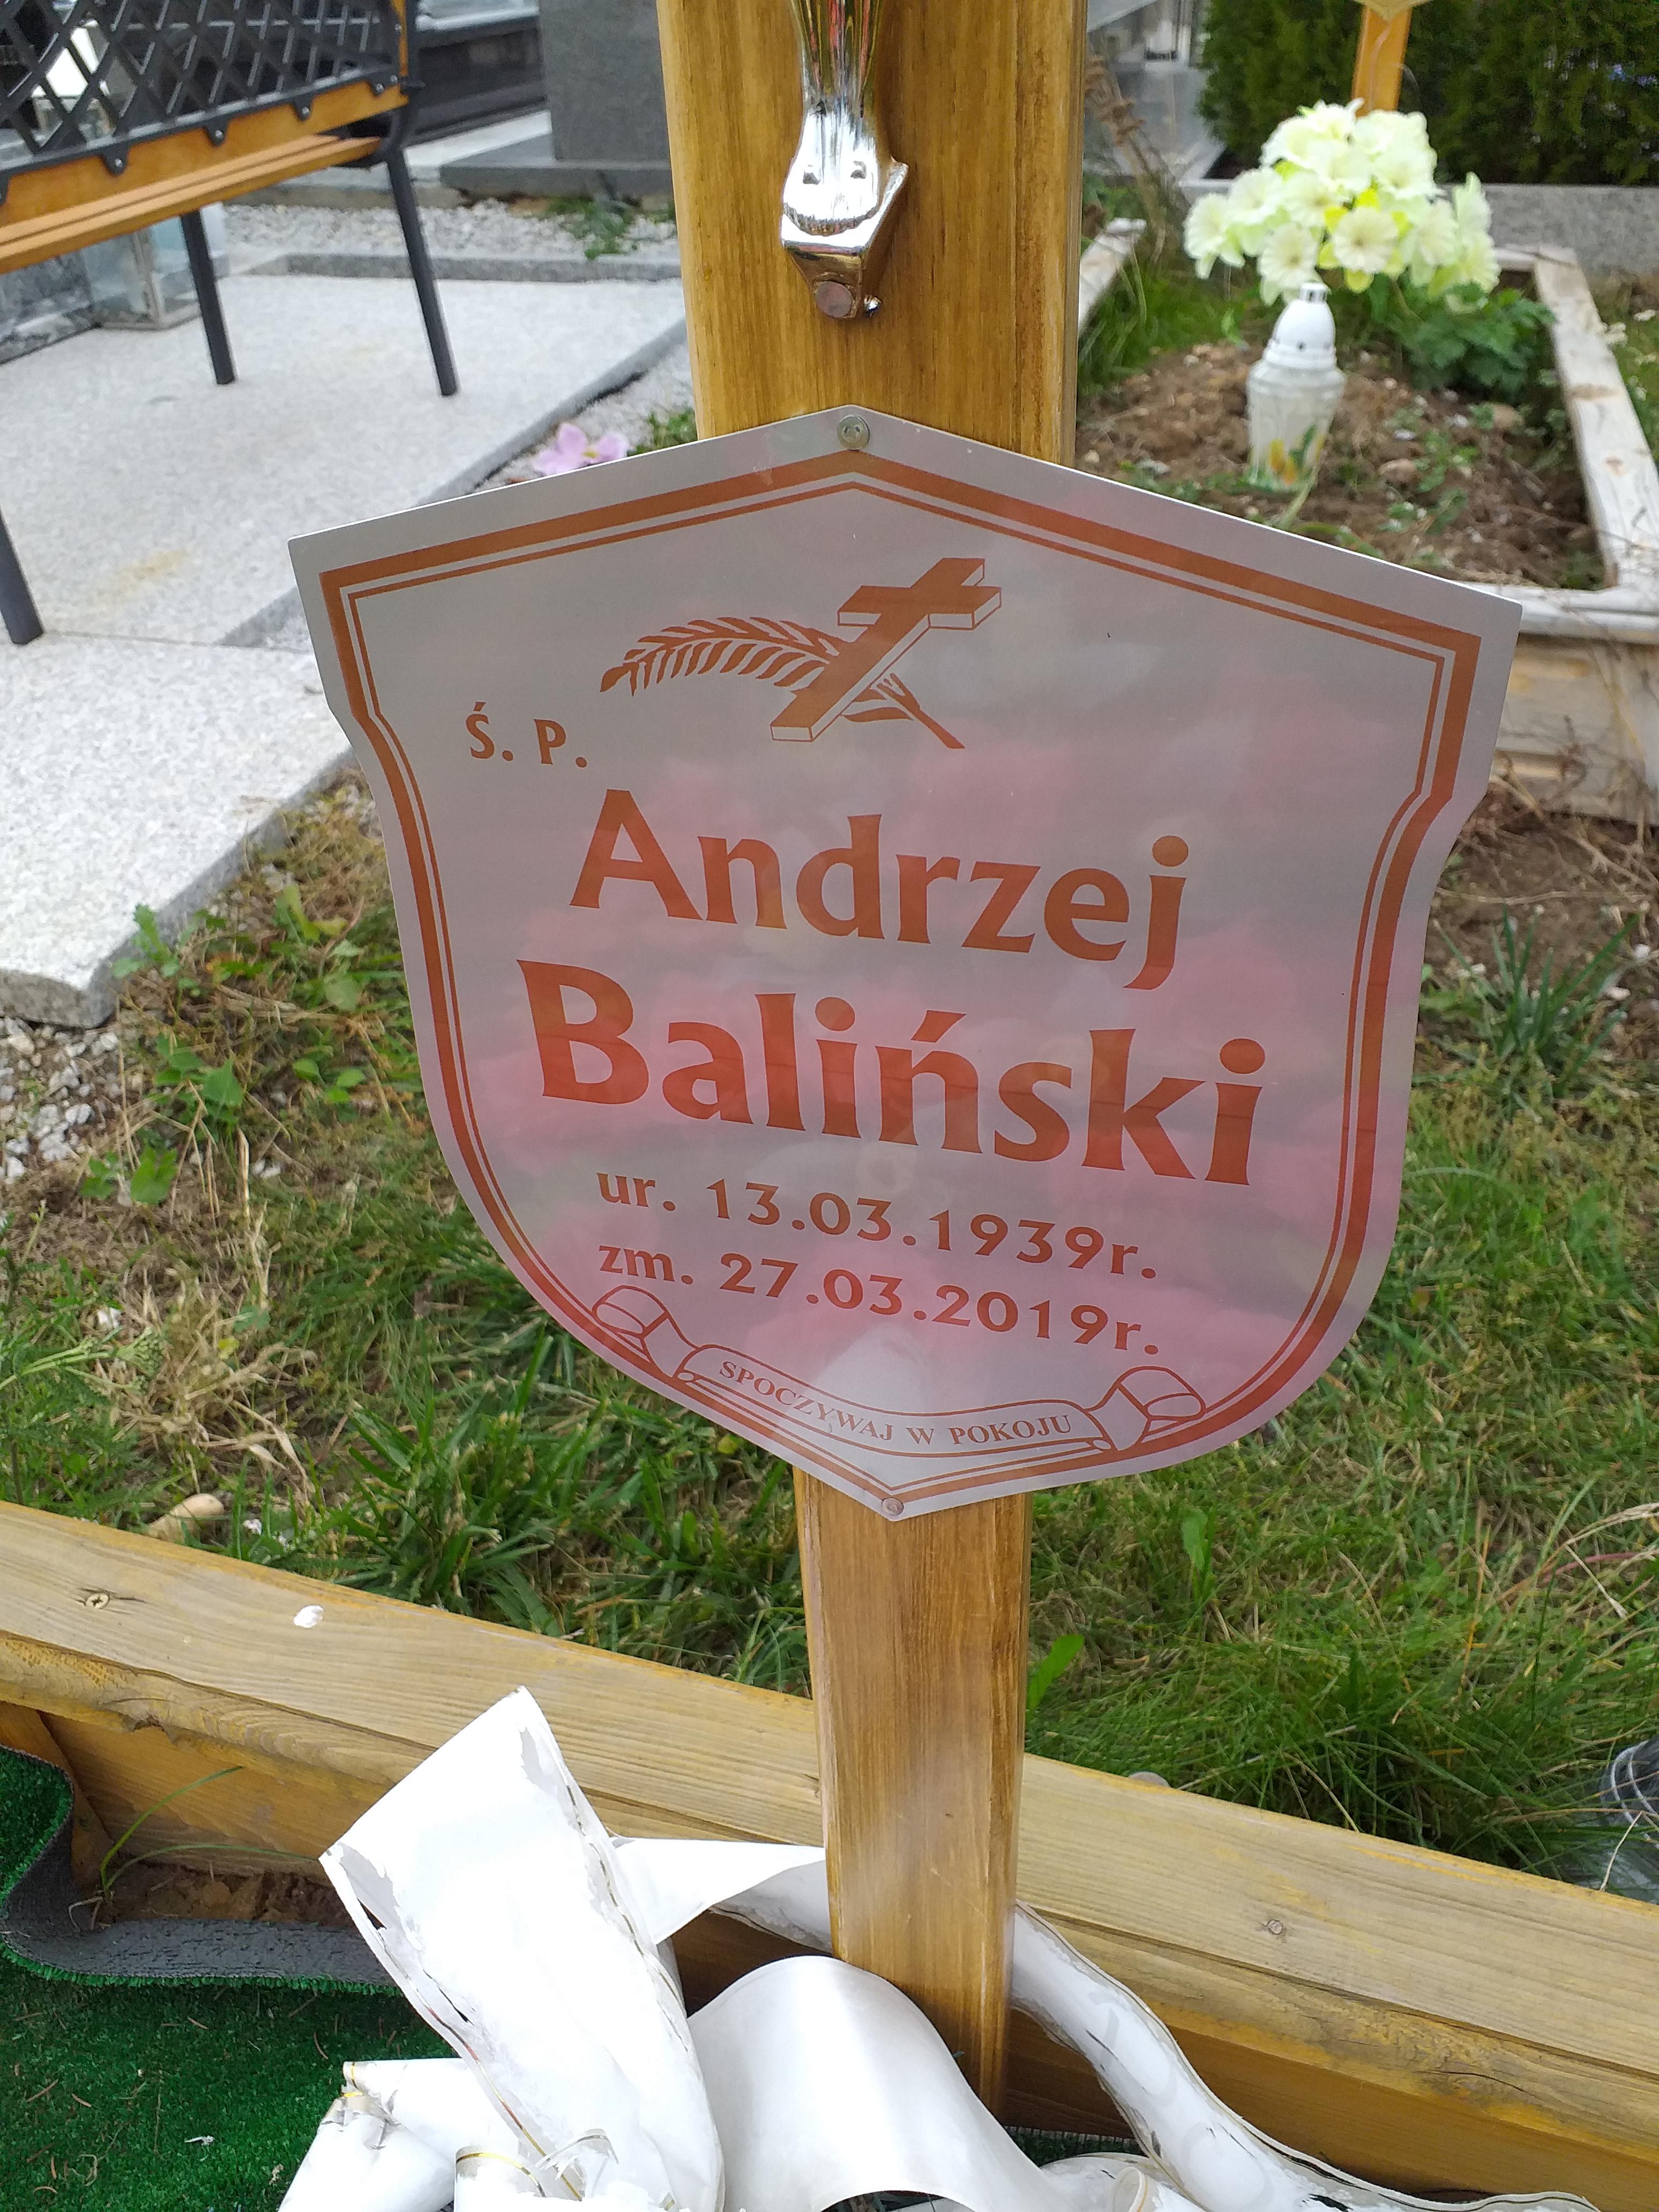 Ś. P.
Andrzej
Baliński
ur. 13.03.1939r.
zm. 27.03.2019r.
SPOCZYWAJ W POKOJU